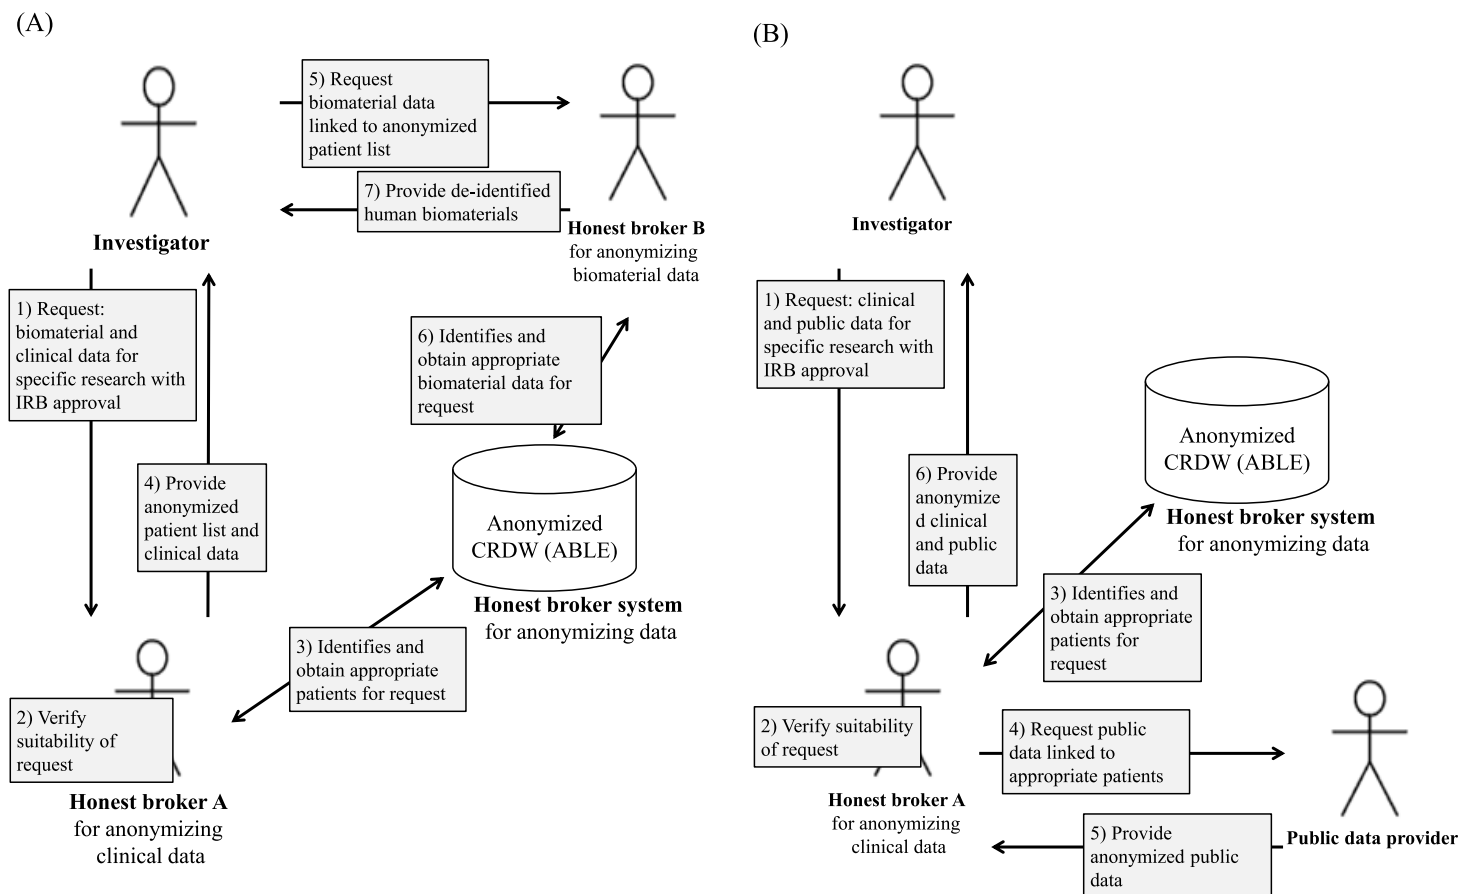 (A)
5) Request
biomaterial data
linked to anonymized
patient list
7) Provide de-identified
human biomaterials
Investigator
Honest broker B
for anonymizing
biomaterial data
1) Request:
biomaterial and
clinical data for
specific research with
IRB approval
6) Identifies and
obtain appropriate
biomaterial data for
request
4) Provide
anonymized
patient list and
clinical data
Anonymized
CRDW (ABLE)
Honest broker system
for anonymizing data
3) Identifies and
obtain appropriate
patients for request
2) Verify
suitability of
request
Honest broker A
for anonymizing
clinical data
(B)
Investigator
1) Request: clinical
and public data for
specific research with
IRB approval
Anonymized
CRDW (ABLE)
Honest broker system
for anonymizing data
6) Provide
anonymize
d clinical
and public
data
3) Identifies and
obtain appropriate
patients for
request
2) Verify suitability
of request
4) Request public
data linked to
appropriate patients
Honest broker A
for anonymizing
clinical data
5) Provide
anonymized public
data
Public data provider